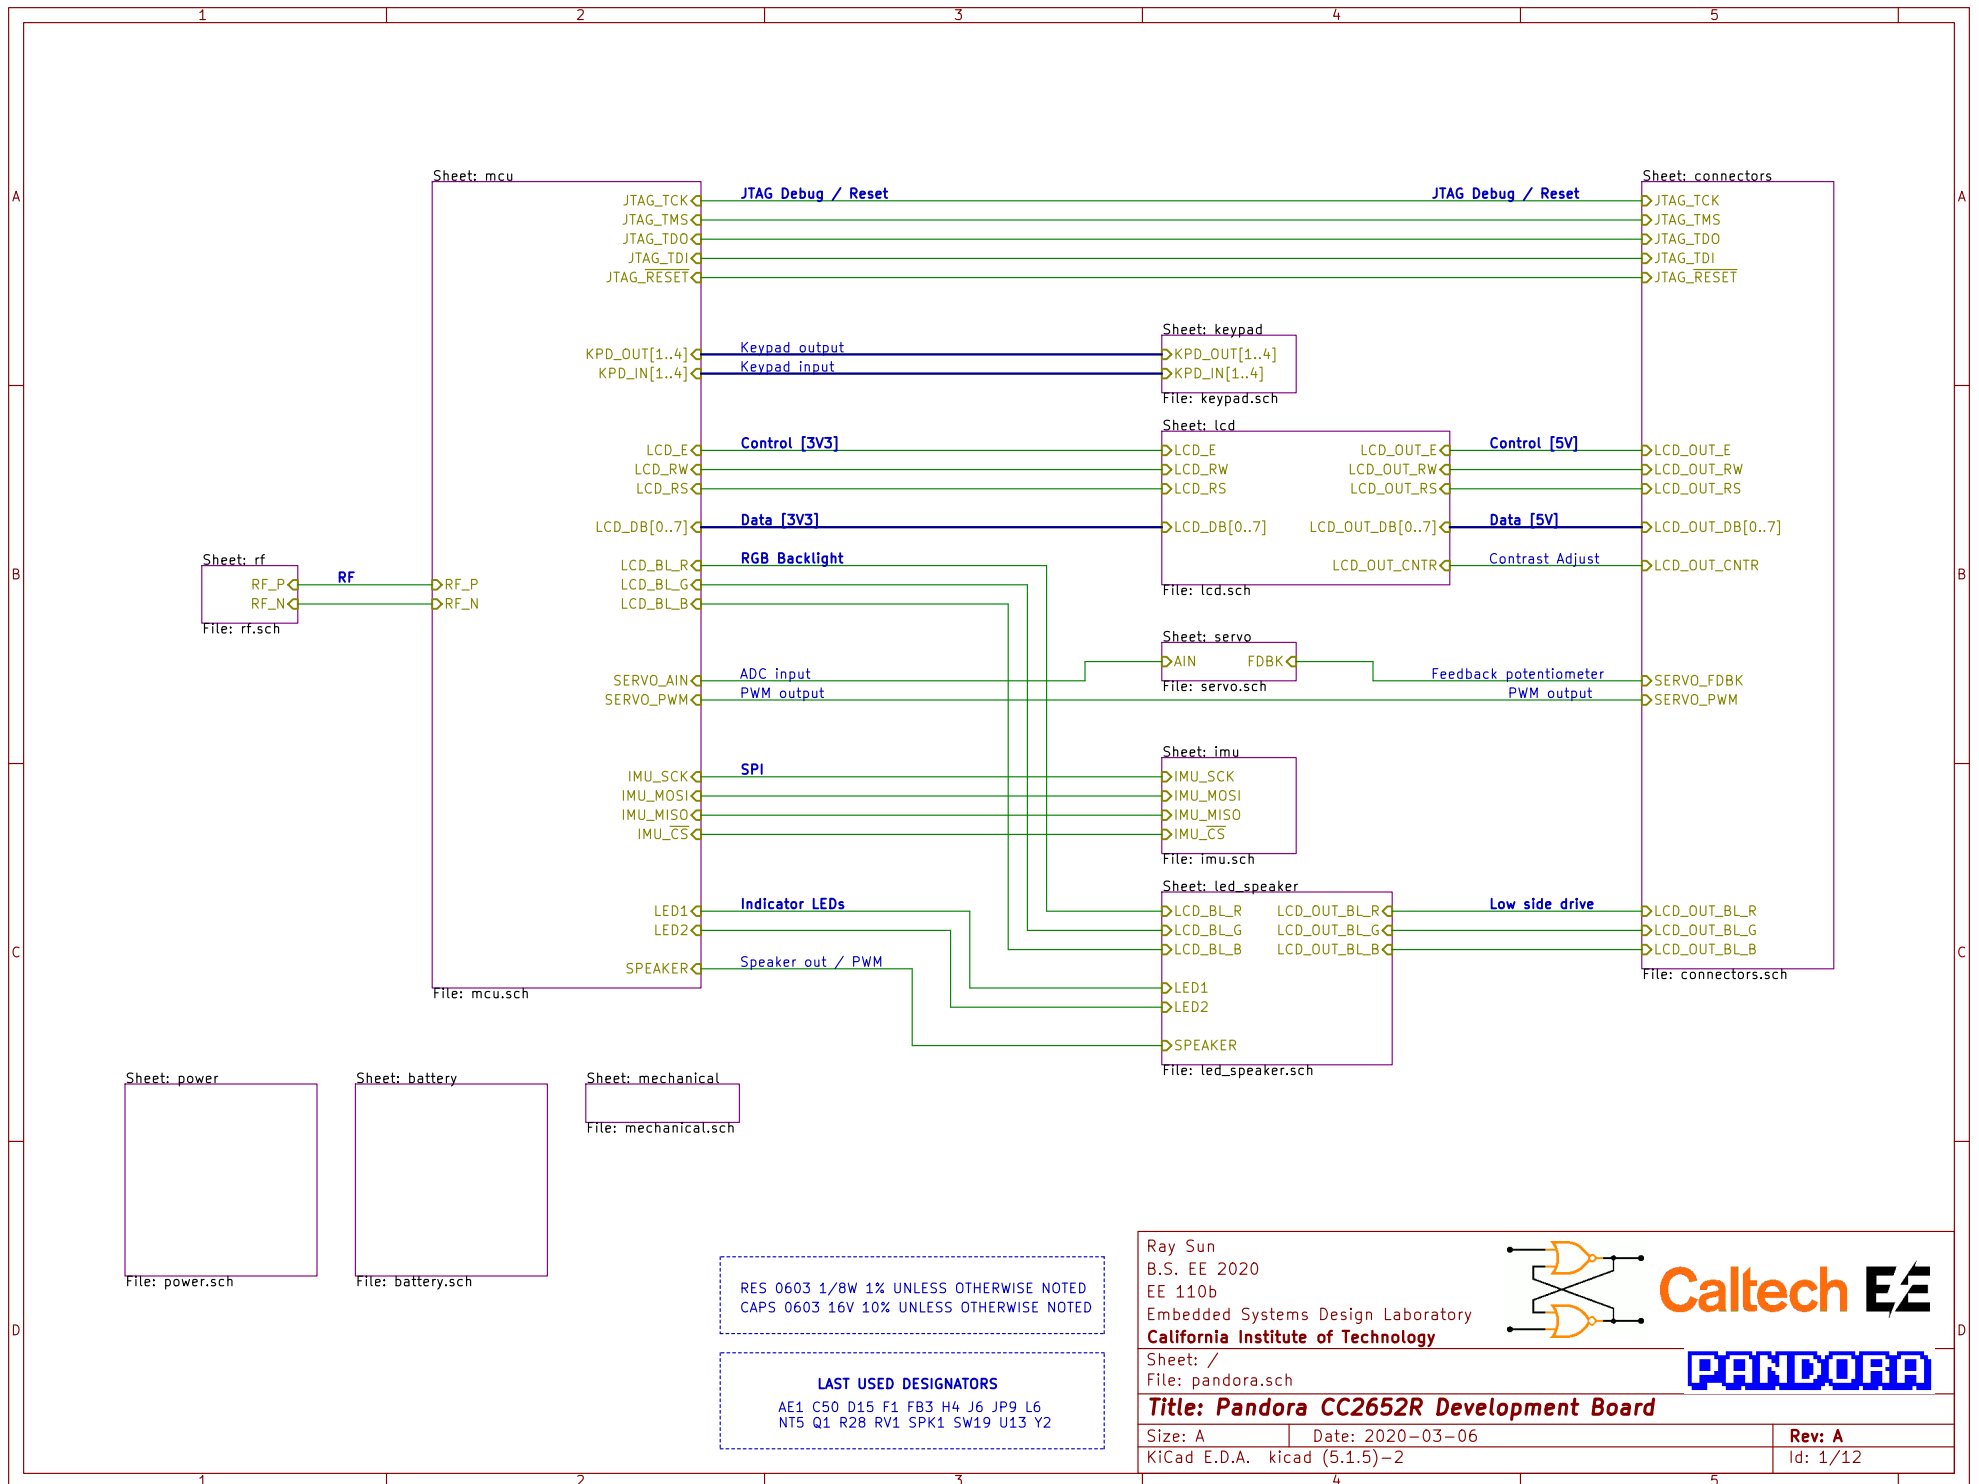 1 2 3 4 5
A A
B B
C C
D D
Sheet: mcu
JTAG_TCK
JTAG_TMS
JTAG_TDO
JTAG_TDI
JTAG_RESET
KPD_OUT[1..4]
KPD_IN[1..4]
LCD_E
LCD_RW
LCD_RS
LCD_DB[0..7]
LCD_BL_R
LCD_BL_G
LCD_BL_B
RF_P
RF_N
SERVO_AIN
SERVO_PWM
IMU_SCK
IMU_MOSI
IMU_MISO
IMU_CS
LED1
LED2
SPEAKER
File: mcu.sch
JTAG Debug / Reset
JTAG Debug / Reset
Keypad output
Keypad input
Control [3V3]
Data [3V3]
RGB Backlight
ADC input
PWM output
SPI
Indicator LEDs
Speaker out / PWM
Sheet: rf
RF_P
RF_N
File: rf.sch
RF
Sheet: keypad
KPD_OUT[1..4]
KPD_IN[1..4]
File: keypad.sch
Sheet: lcd
LCD_E LCD_OUT_E
LCD_RW LCD_OUT_RW
LCD_RS LCD_OUT_RS
LCD_DB[0..7] LCD_OUT_DB[0..7]
LCD_OUT_CNTR
File: lcd.sch
Control [5V]
Data [5V]
Contrast Adjust
Sheet: servo
AIN FDBK
File: servo.sch
Feedback potentiometer
PWM output
Sheet: imu
IMU_SCK
IMU_MOSI
IMU_MISO
IMU_CS
File: imu.sch
Sheet: led_speaker
LCD_BL_R LCD_OUT_BL_R
LCD_BL_G LCD_OUT_BL_G
LCD_BL_B LCD_OUT_BL_B
LED1
LED2
SPEAKER
File: led_speaker.sch
Low side drive
Sheet: connectors
JTAG_TCK
JTAG_TMS
JTAG_TDO
JTAG_TDI
JTAG_RESET
LCD_OUT_E
LCD_OUT_RW
LCD_OUT_RS
LCD_OUT_DB[0..7]
LCD_OUT_CNTR
SERVO_FDBK
SERVO_PWM
LCD_OUT_BL_R
LCD_OUT_BL_G
LCD_OUT_BL_B
File: connectors.sch
Sheet: power
File: power.sch
Sheet: battery
File: battery.sch
Sheet: mechanical
File: mechanical.sch
RES 0603 1/8W 1% UNLESS OTHERWISE NOTED
CAPS 0603 16V 10% UNLESS OTHERWISE NOTED
LAST USED DESIGNATORS
AE1 C50 D15 F1 FB3 H4 J6 JP9 L6
NT5 Q1 R28 RV1 SPK1 SW19 U13 Y2
Ray Sun
B.S. EE 2020
EE 110b
Embedded Systems Design Laboratory
California Institute of Technology
Caltech EE
Sheet: /
File: pandora.sch
PANDORA
Title: Pandora CC2652R Development Board
Size: A Date: 2020-03-06 Rev: A
KiCad E.D.A. kicad (5.1.5)-2 Id: 1/12
1 2 3 4 5